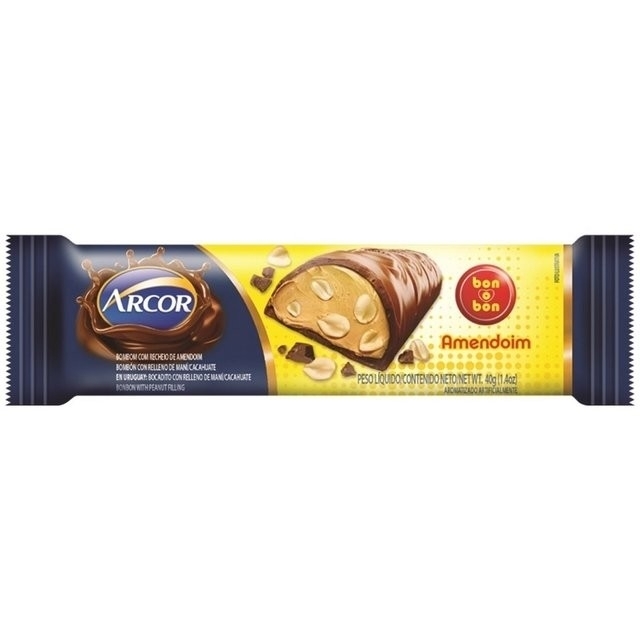 ARCOR
BOMBOM COM RECHEIO DE AMENDOIM
BOMBÓN CON RELLENO DE MANÍ/CACAHUATE
EN URUGUAY: BOCADITO CON RELLENO DE MANÍ/CACAHUATE
BONBON WITH PEANUT FILLING
bon
o
bon
Amendoim
PESO LÍQUIDO/CONTENIDO NETO/NET WT. 40g (1.4oz)
AROMATIZADO ARTIFICIALMENTE